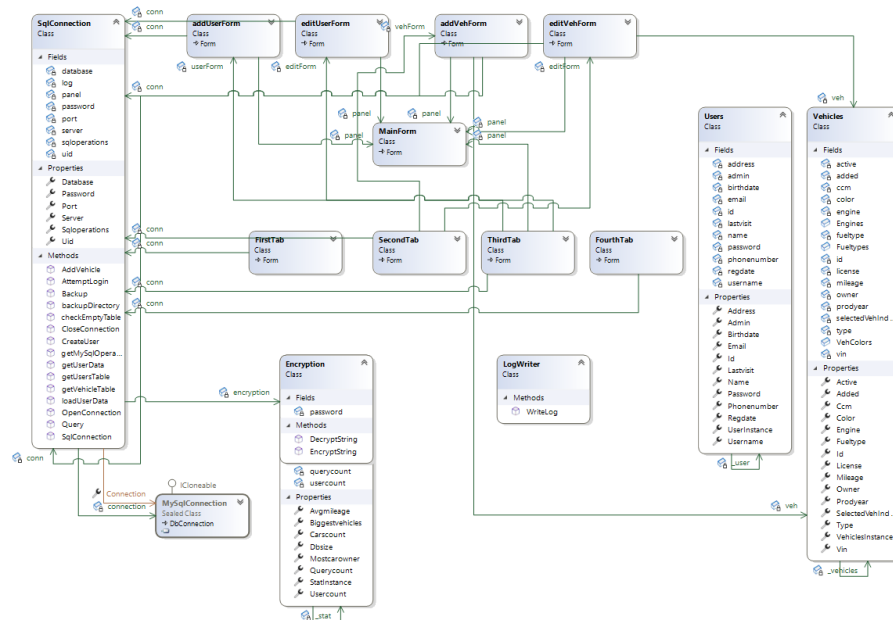 SqlConnection
Class
Fields
database
log
panel
password
port
server
sqloperations
uid
Properties
Database
Password
Port
Server
Sqloperations
Uid
Methods
AddVehicle
AttemptLogin
Backup
backupDirectory
checkEmptyTable
CloseConnection
CreateUser
getMySqlOpera...
getUserData
getUsersTable
getVehicleTable
loadUserData
OpenConnection
Query
SqlConnection
conn
conn
conn
conn
conn
conn
conn
conn
addUserForm
Class
Form
userForm
editUserForm
Class
Form
editForm
vehForm
addVehForm
Class
Form
editVehForm
Class
Form
editForm
panel
panel
panel
panel
panel
MainForm
Class
Form
FirstTab
Class
Form
SecondTab
Class
Form
ThirdTab
Class
Form
FourthTab
Class
Form
encryption
Encryption
Class
Fields
password
Methods
DecryptString
EncryptString
querycount
usercount
Properties
Avgmileage
Biggestvehicles
Carscount
Dbsize
Mostcarowner
Querycount
StatInstance
Usercount
_stat
LogWriter
Class
Methods
WriteLog
Connection
connection
ICloneable
MySqlConnection
Sealed Class
DbConnection
Users
Class
Fields
address
admin
birthdate
email
id
lastvisit
name
password
phonenumber
regdate
username
Properties
Address
Admin
Birthdate
Email
Id
Lastvisit
Name
Password
Phonenumber
Regdate
UserInstance
Username
_user
veh
veh
Vehicles
Class
Fields
active
added
ccm
color
engine
Engines
fueltype
Fueltypes
id
license
mileage
owner
prodyear
selectedVehInd...
type
VehColors
vin
Properties
Active
Added
Ccm
Color
Engine
Fueltype
Id
License
Mileage
Owner
Prodyear
SelectedVehInd...
Type
VehiclesInstance
Vin
_vehicles